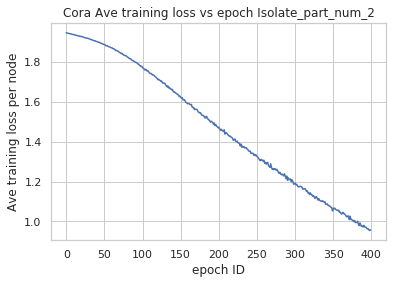 Cora Ave training loss vs epoch Isolate_part_num_2
Ave training loss per node
1.8
1.6
1.4
1.2
1.0
0 50 100 150 200 250 300 350 400
epoch ID